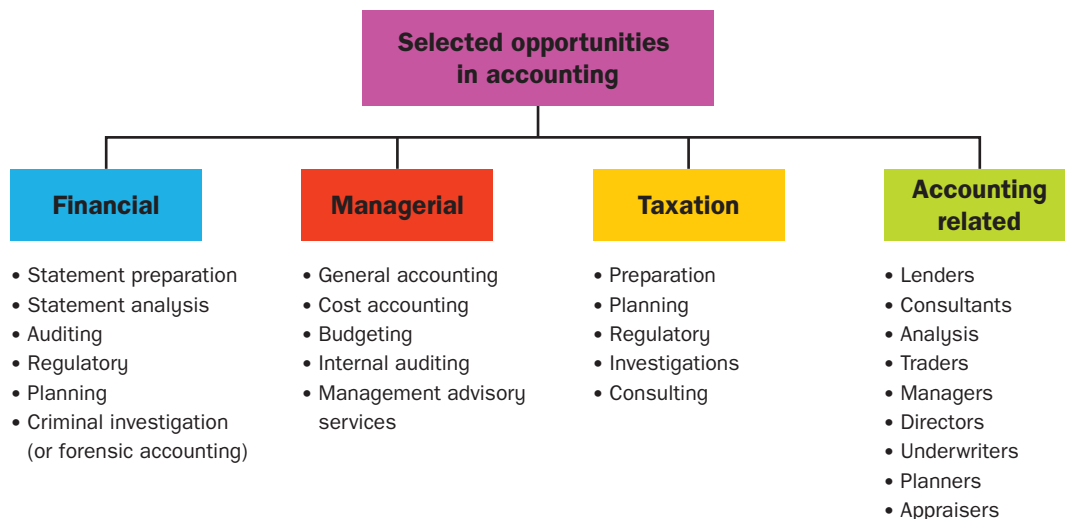 Selected opportunities
in accounting
Financial
• Statement preparation
• Statement analysis
• Auditing
• Regulatory
• Planning
• Criminal investigation
(or forensic accounting)
Managerial
• General accounting
• Cost accounting
• Budgeting
• Internal auditing
• Management advisory
services
Taxation
• Preparation
• Planning
• Regulatory
• Investigations
• Consulting
Accounting
related
• Lenders
• Consultants
• Analysis
• Traders
• Managers
• Directors
• Underwriters
• Planners
• Appraisers